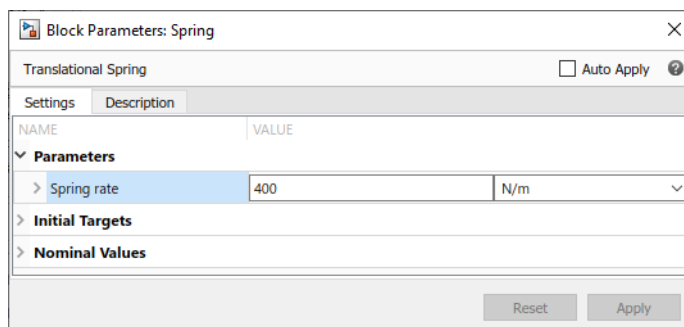 Block Parameters: Spring
Translational Spring Auto Apply
Settings Description
NAME VALUE
Parameters
Spring rate 400 N/m
Initial Targets
Nominal Values
Reset Apply